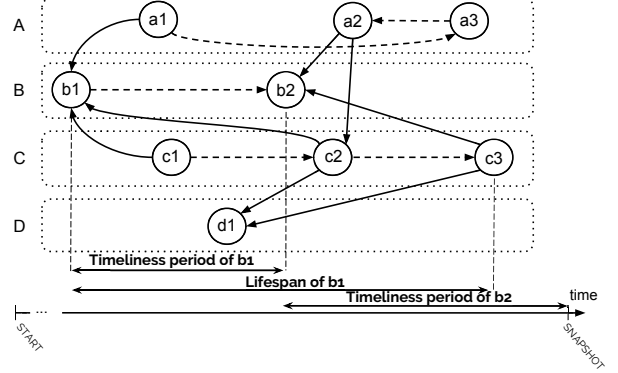 A
a1
a2
a3
B
b1
b2
C
c1
c2
c3
D
d1
Timeliness period of b1
Lifespan of b1
Timeliness period of b2
time
...
START
SNAPSHOT